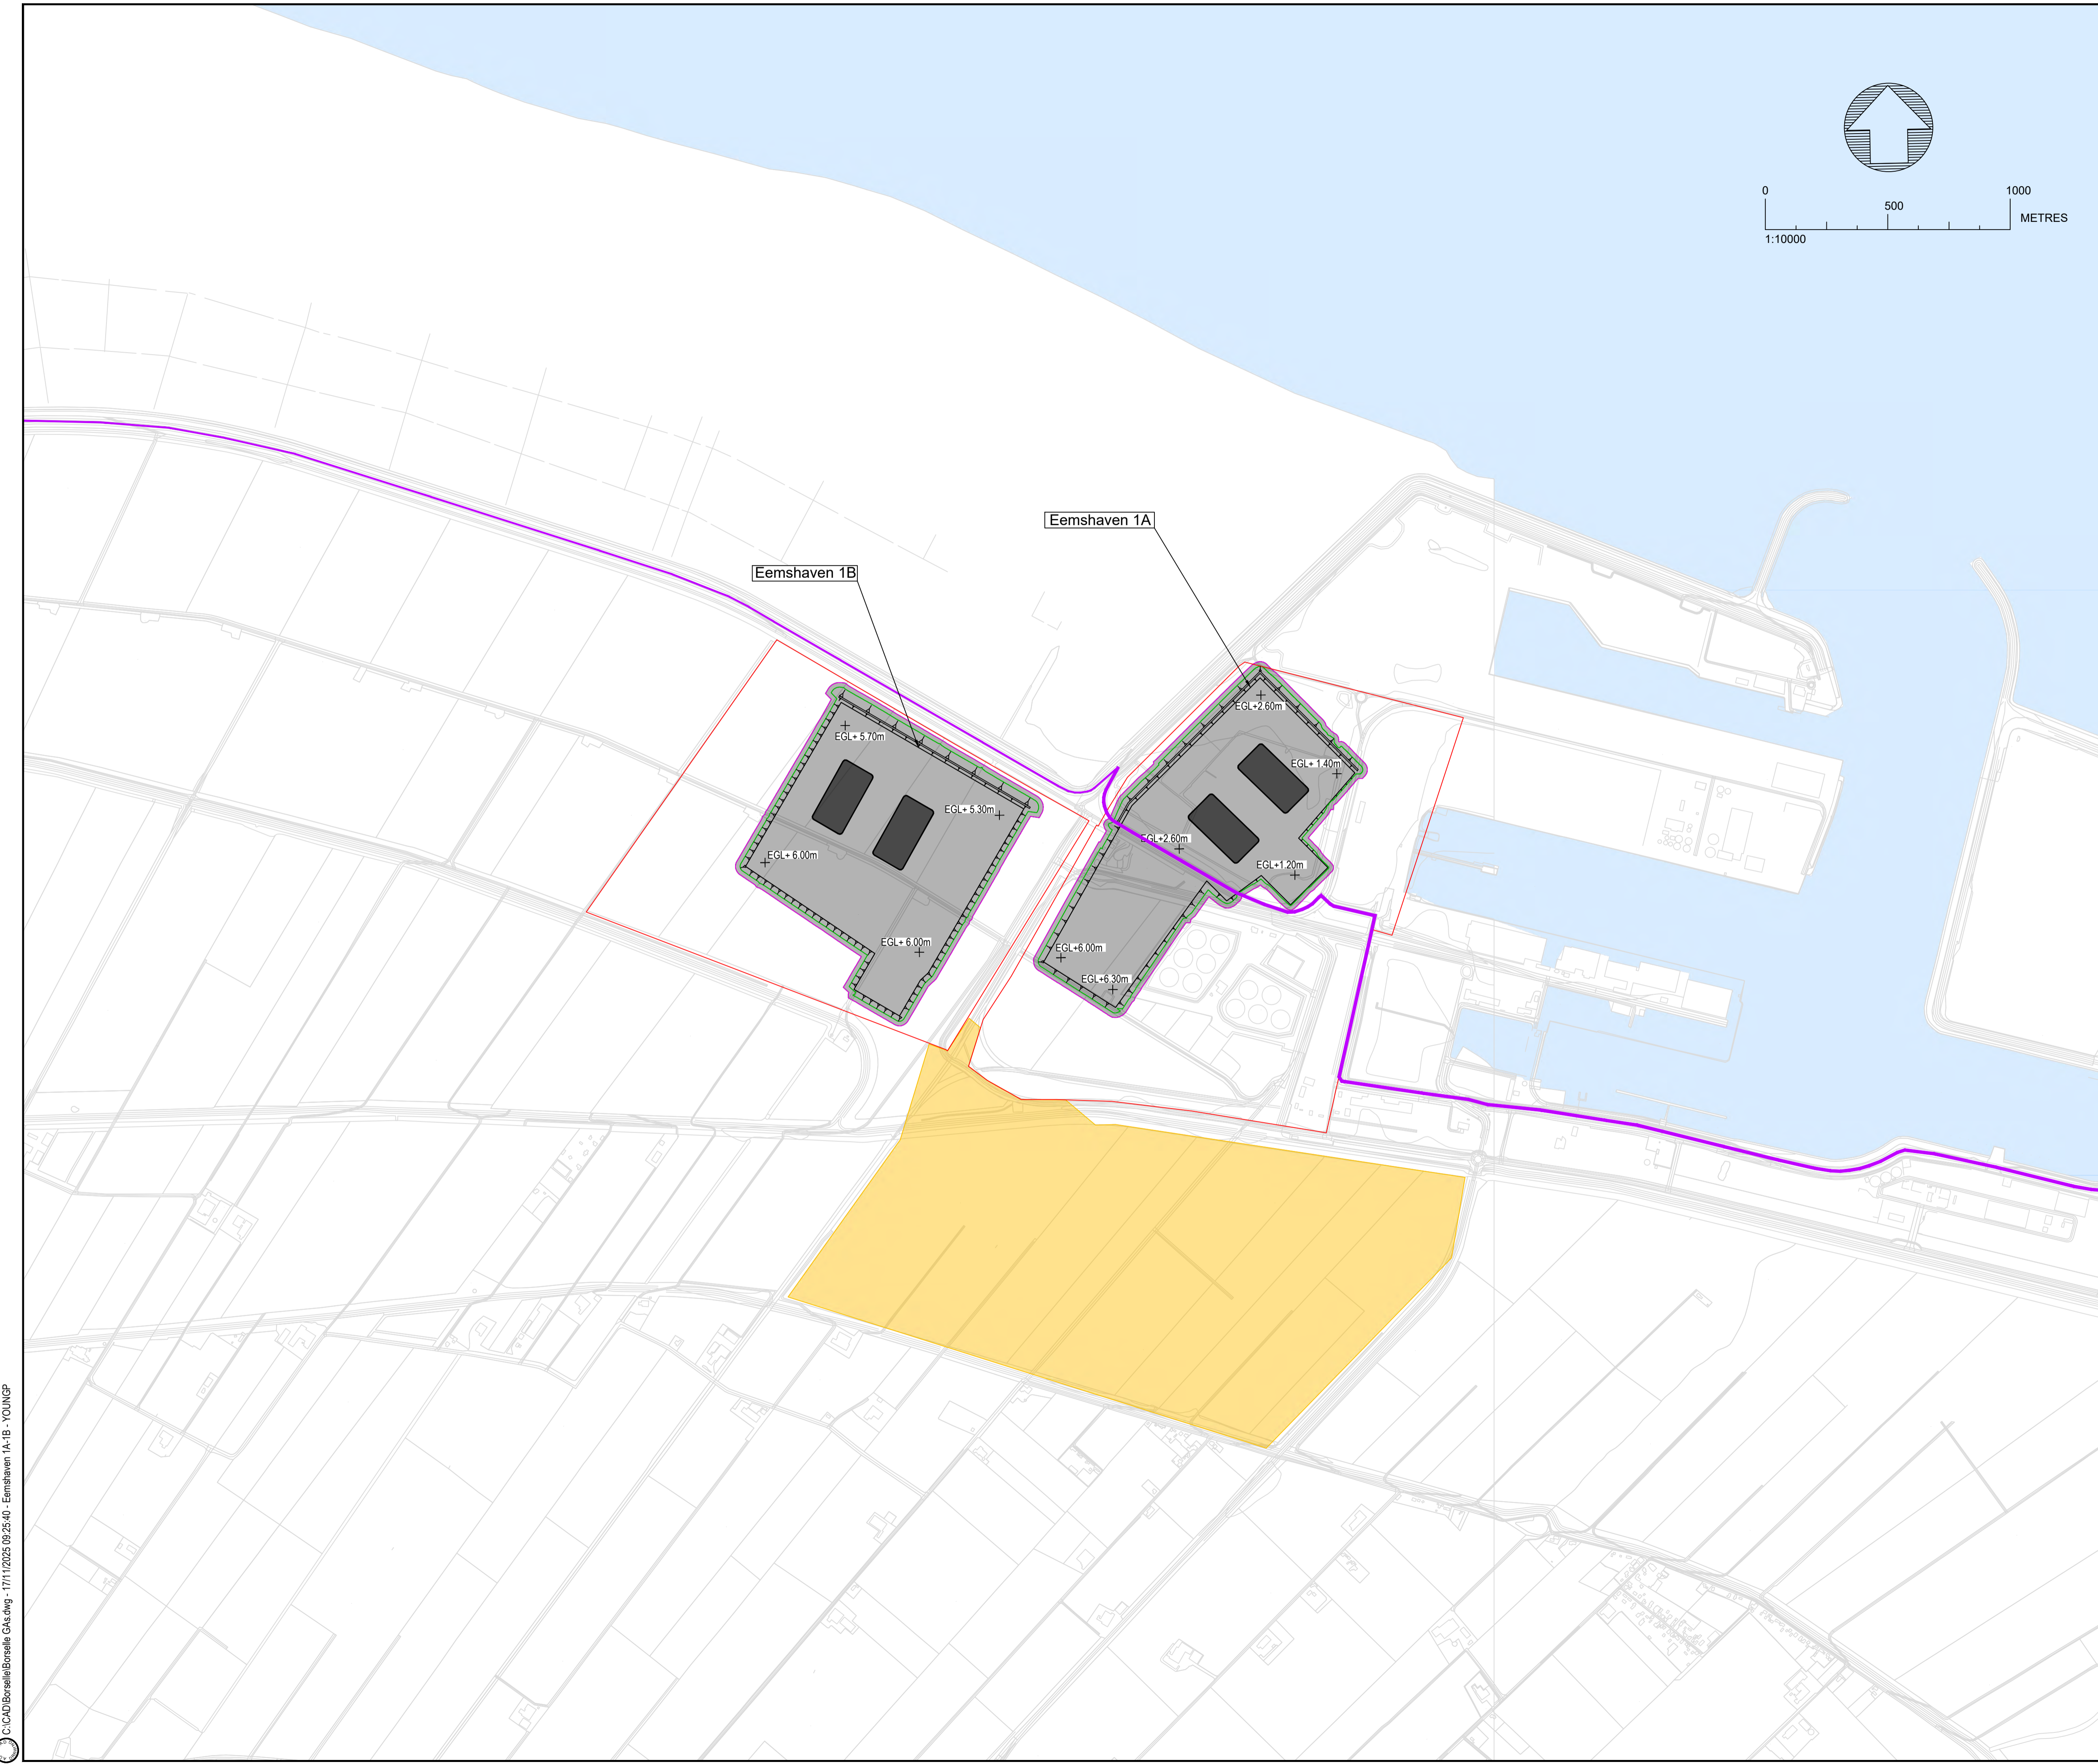 0
1000
500
METRES
1:10000
Eemshaven 1A
Eemshaven 1B
EGL+2.60m
EGL+ 5.70m
EGL+ 1.40m
EGL+ 5.30m
EGL+2.60m
EGL+ 6.00m
EGL+1.20m
EGL+ 6.00m
EGL+6.00m
EGL+6.30m
C:\CAD\Borselle\Borselle GAs.dwg - 17/11/2025 09:25:40 - Eemshaven 1A-1B - YOUNGP